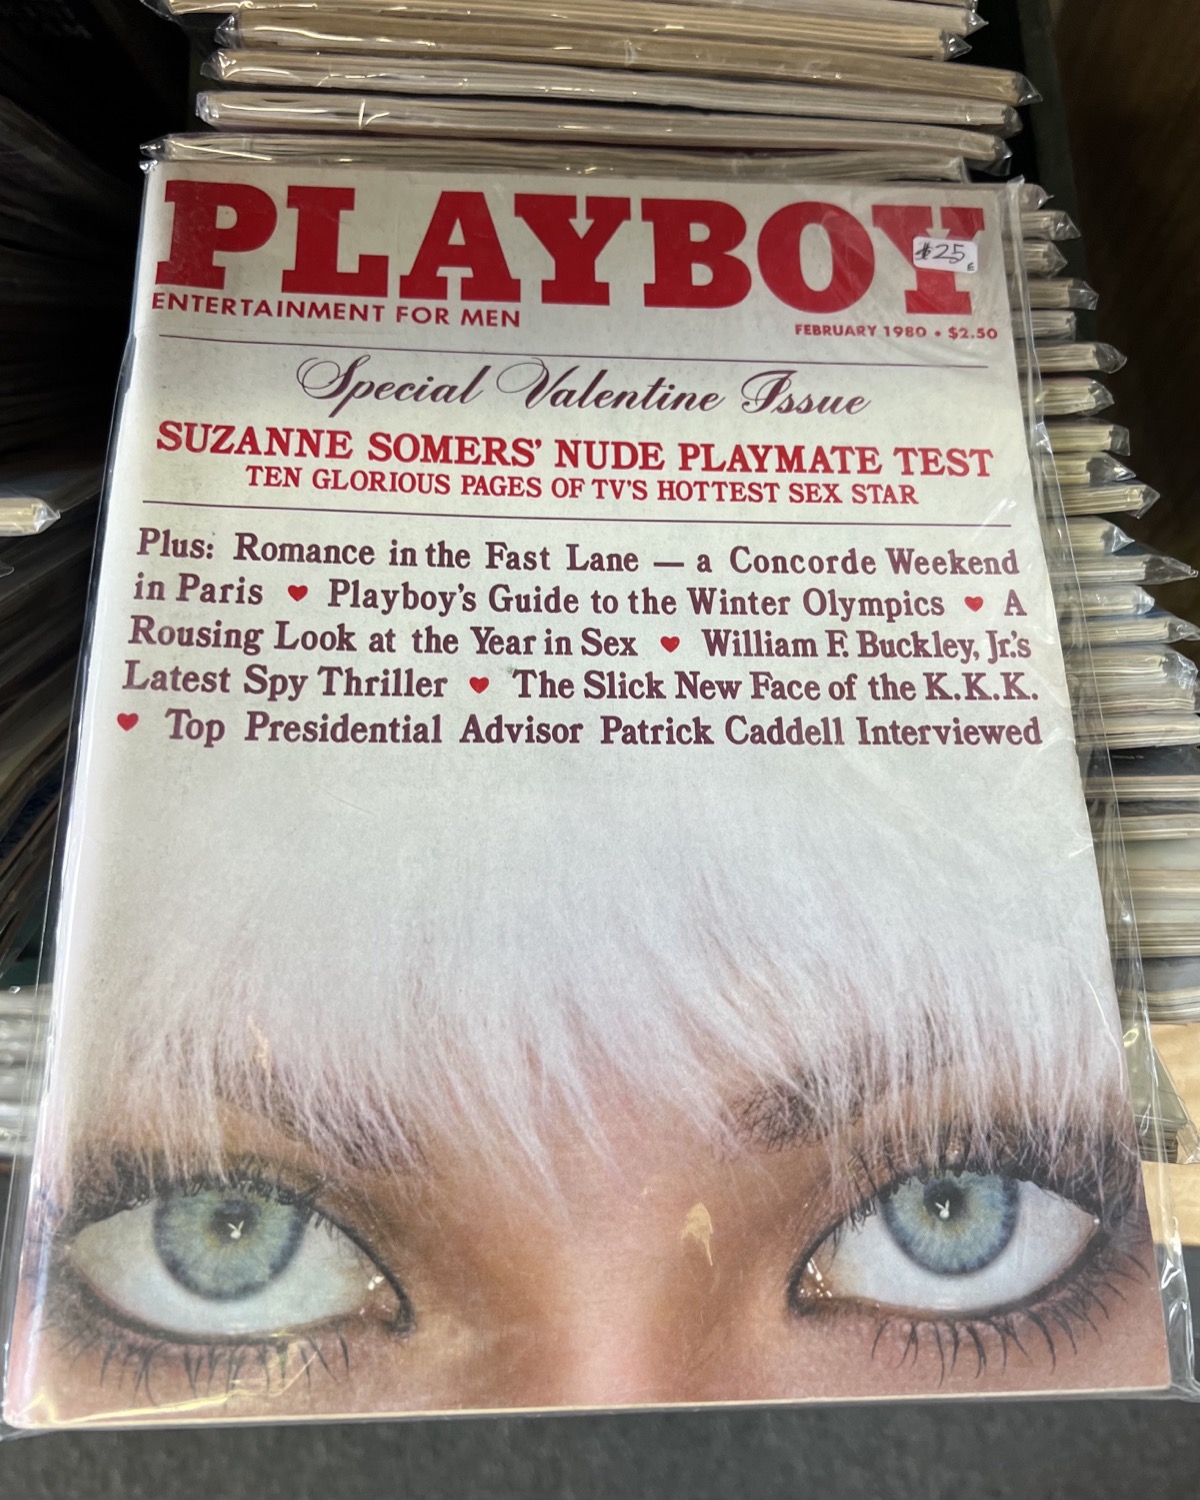 PLAYBOY
$25
E
ENTERTAINMENT FOR MEN
FEBRUARY 1980 • $2.50
Special Valentine Issue
SUZANNE SOMERS' NUDE PLAYMATE TEST
TEN GLORIOUS PAGES OF TV'S HOTTEST SEX STAR
Plus: Romance in the Fast Lane — a Concorde Weekend
in Paris ♥ Playboy's Guide to the Winter Olympics ♥ A
Rousing Look at the Year in Sex ♥ William F. Buckley, Jr.'s
Latest Spy Thriller ♥ The Slick New Face of the K.K.K.
♥ Top Presidential Advisor Patrick Caddell Interviewed